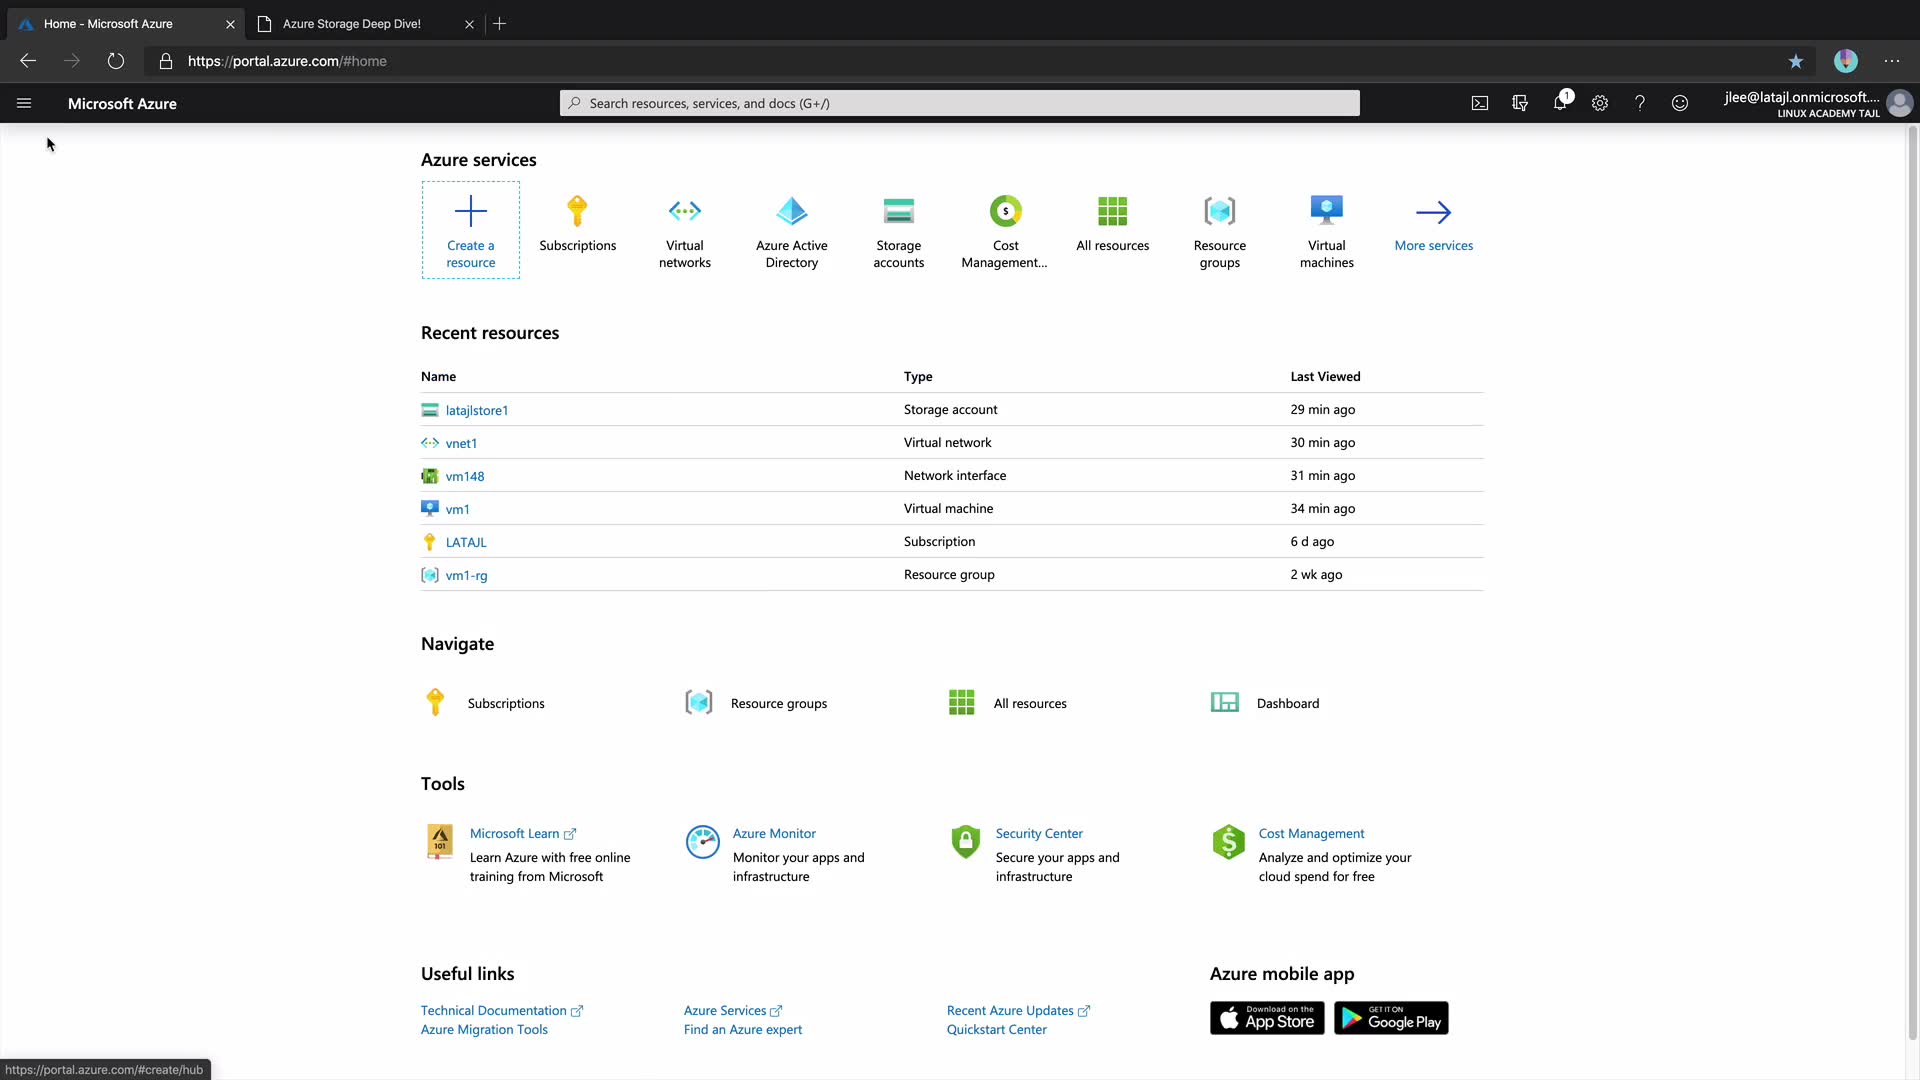 Home - Microsoft Azure
Azure Storage Deep Dive!
https://portal.azure.com/#home
Microsoft Azure
Search resources, services, and docs (G+/)
1
jlee@latajl.onmicrosoft....
LINUX ACADEMY TAJL
Azure services
Create a
resource
Subscriptions
Virtual
networks
Azure Active
Directory
Storage
accounts
Cost
Management...
All resources
Resource
groups
Virtual
machines
More services
Recent resources
Name Type Last Viewed
latajlstore1 Storage account 29 min ago
vnet1 Virtual network 30 min ago
vm148 Network interface 31 min ago
vm1 Virtual machine 34 min ago
LATAJL Subscription 6 d ago
vm1-rg Resource group 2 wk ago
Navigate
Subscriptions Resource groups All resources Dashboard
Tools
101
Microsoft Learn
Learn Azure with free online
training from Microsoft
Azure Monitor
Monitor your apps and
infrastructure
Security Center
Secure your apps and
infrastructure
Cost Management
Analyze and optimize your
cloud spend for free
Useful links
Technical Documentation
Azure Migration Tools
Azure Services
Find an Azure expert
Recent Azure Updates
Quickstart Center
Azure mobile app
Download on the
App Store
GET IT ON
Google Play
https://portal.azure.com/#create/hub